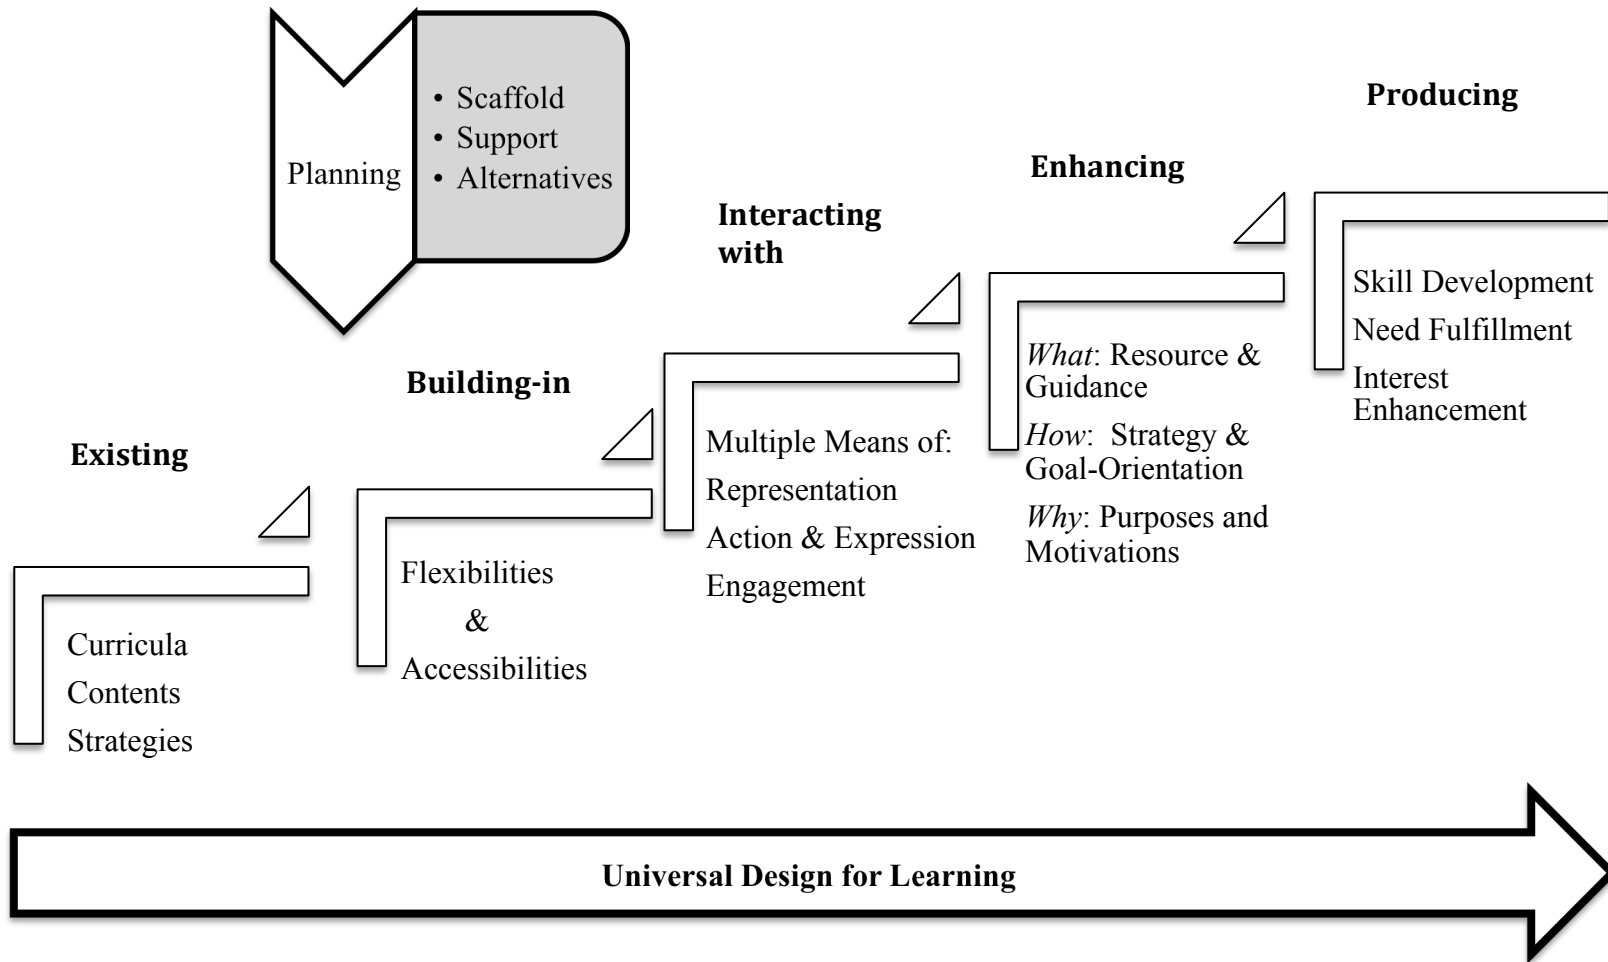 Planning
• Scaffold
• Support
• Alternatives
Existing
Curricula
Contents
Strategies
Building-in
Flexibilities
&
Accessibilities
Interacting
with
Multiple Means of:
Representation
Action & Expression
Engagement
Enhancing
What: Resource &
Guidance
How: Strategy &
Goal-Orientation
Why: Purposes and
Motivations
Producing
Skill Development
Need Fulfillment
Interest
Enhancement
Universal Design for Learning